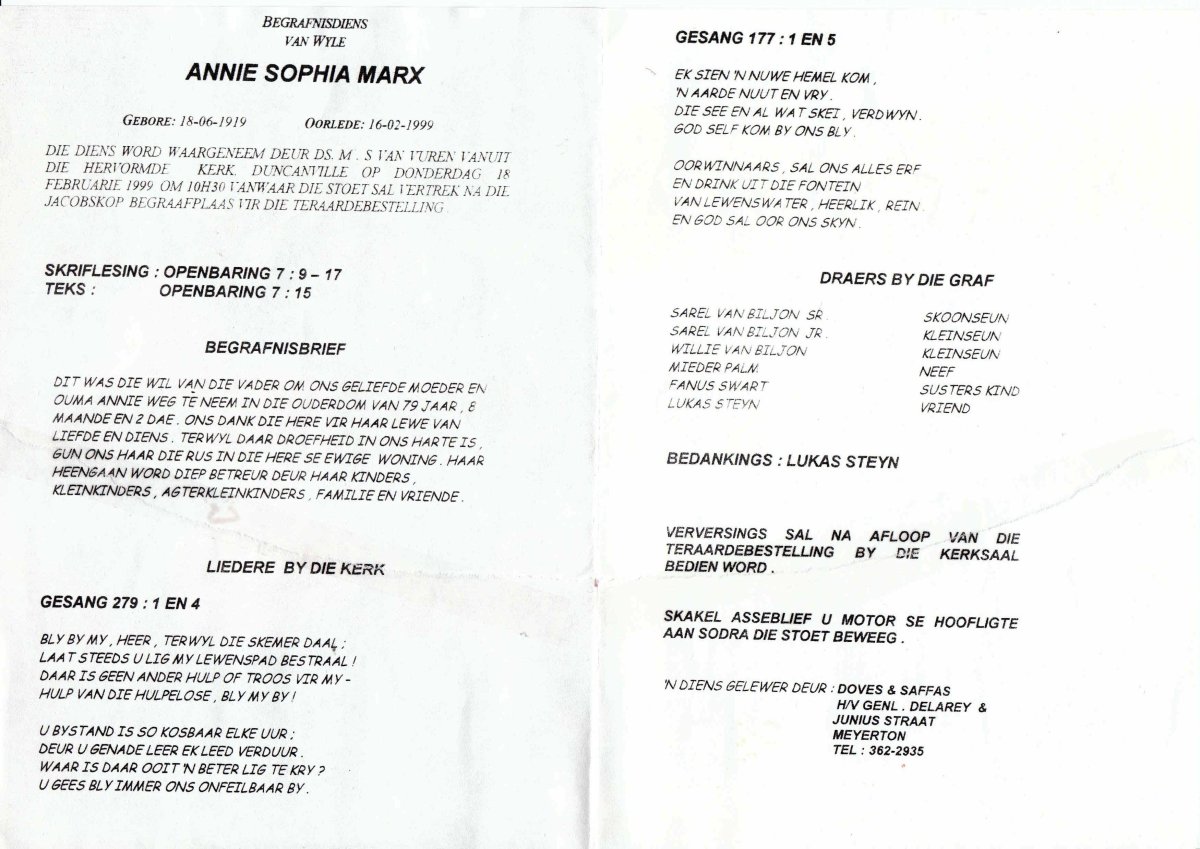 BEGRAFNISDIENS
VAN WYLE
ANNIE SOPHIA MARX
GEBORE: 18-06-1919 OORLEDE: 16-02-1999
DIE DIENS WORD WAARGENEEM DEUR DS. M . S VAN VUREN VANUIT
DIE HERVORMDE KERK, DUNCANVILLE OP DONDERDAG 18
FEBRUARIE 1999 OM 10H30 VANWAAR DIE STOET SAL VERTREK NA DIE
JACOBSKOP BEGRAAFPLAAS VIR DIE TERAARDEBESTELLING .
SKRIFLESING : OPENBARING 7 : 9 – 17
TEKS : OPENBARING 7 : 15
BEGRAFNISBRIEF
DIT WAS DIE WIL VAN DIE VADER OM ONS GELIEFDE MOEDER EN
OUMA ANNIE WEG TE NEEM IN DIE OUDERDOM VAN 79 JAAR , 8
MAANDE EN 2 DAE . ONS DANK DIE HERE VIR HAAR LEWE VAN
LIEFDE EN DIENS . TERWYL DAAR DROEFHEID IN ONS HARTE IS ,
GUN ONS HAAR DIE RUS IN DIE HERE SE EWIGE WONING . HAAR
HEENGAAN WORD DIEP BETREUR DEUR HAAR KINDERS ,
KLEINKINDERS , AGTERKLEINKINDERS , FAMILIE EN VRIENDE .
LIEDERE BY DIE KERK
GESANG 279 : 1 EN 4
BLY BY MY , HEER , TERWYL DIE SKEMER DAAL ;
LAAT STEEDS U LIG MY LEWENSPAD BESTRAAL !
DAAR IS GEEN ANDER HULP OF TROOS VIR MY –
HULP VAN DIE HULPELOSE , BLY MY BY !
U BYSTAND IS SO KOSBAAR ELKE UUR ;
DEUR U GENADE LEER EK LEED VERDUUR .
WAAR IS DAAR OOIT 'N BETER LIG TE KRY ?
U GEES BLY IMMER ONS ONFEILBAAR BY .
GESANG 177 : 1 EN 5
EK SIEN 'N NUWE HEMEL KOM ,
'N AARDE NUUT EN VRY .
DIE SEE EN AL WAT SKEI , VERDWYN .
GOD SELF KOM BY ONS BLY .
OORWINNAARS , SAL ONS ALLES ERF
EN DRINK UIT DIE FONTEIN
VAN LEWENSWATER , HEERLIK , REIN .
EN GOD SAL OOR ONS SKYN .
DRAERS BY DIE GRAF
SAREL VAN BILJON SR . SKOONSEUN
SAREL VAN BILJON JR . KLEINSEUN
WILLIE VAN BILJON KLEINSEUN
MIEDER PALM NEEF
FANUS SWART SUSTERS KIND
LUKAS STEYN VRIEND
BEDANKINGS : LUKAS STEYN
VERVERSINGS SAL NA AFLOOP VAN DIE
TERAARDEBESTELLING BY DIE KERKSAAL
BEDIEN WORD .
SKAKEL ASSEBLIEF U MOTOR SE HOOFLIGTE
AAN SODRA DIE STOET BEWEEG .
'N DIENS GELEWER DEUR : DOVES & SAFFAS
H/V GENL . DELAREY &
JUNIUS STRAAT
MEYERTON
TEL : 362-2935